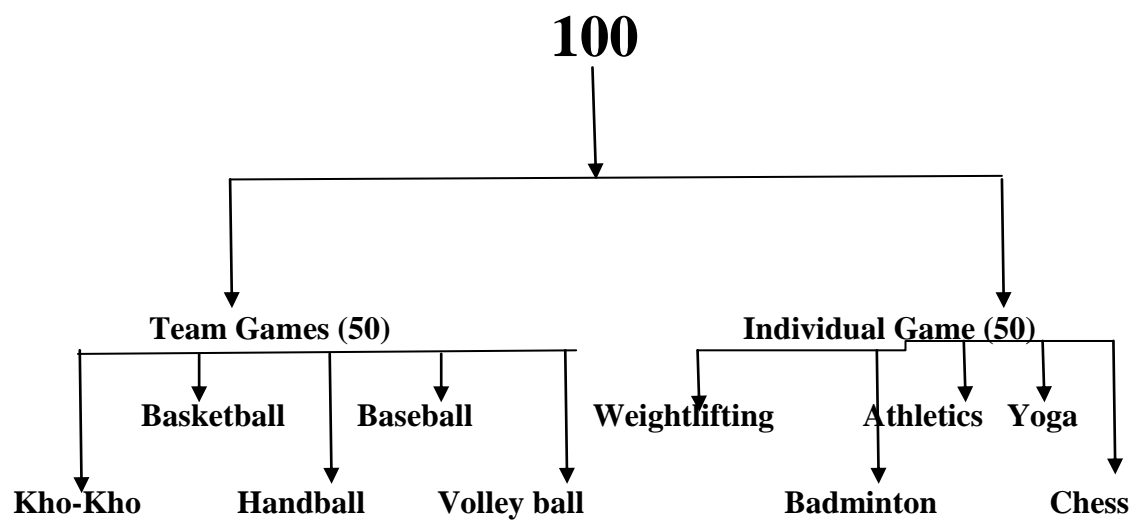 100
Team Games (50) Individual Game (50)
Basketball Baseball Weightlifting Athletics Yoga
Kho-Kho Handball Volley ball Badminton Chess